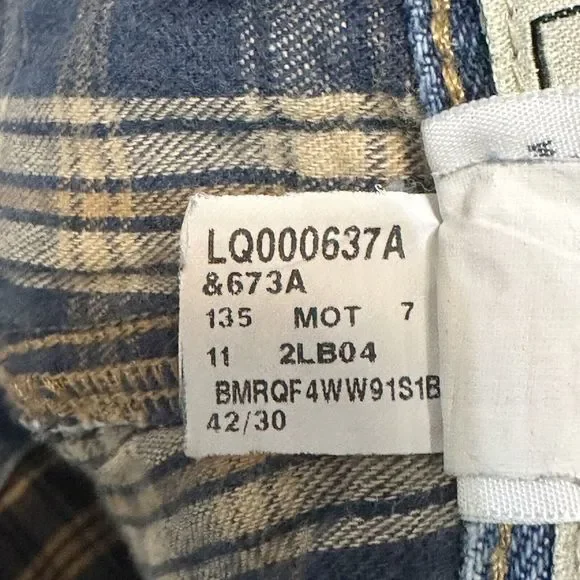 LQ000637A
&673A
135 MOT 7
11 2LB04
BMRQF4WW91S1B
42/30